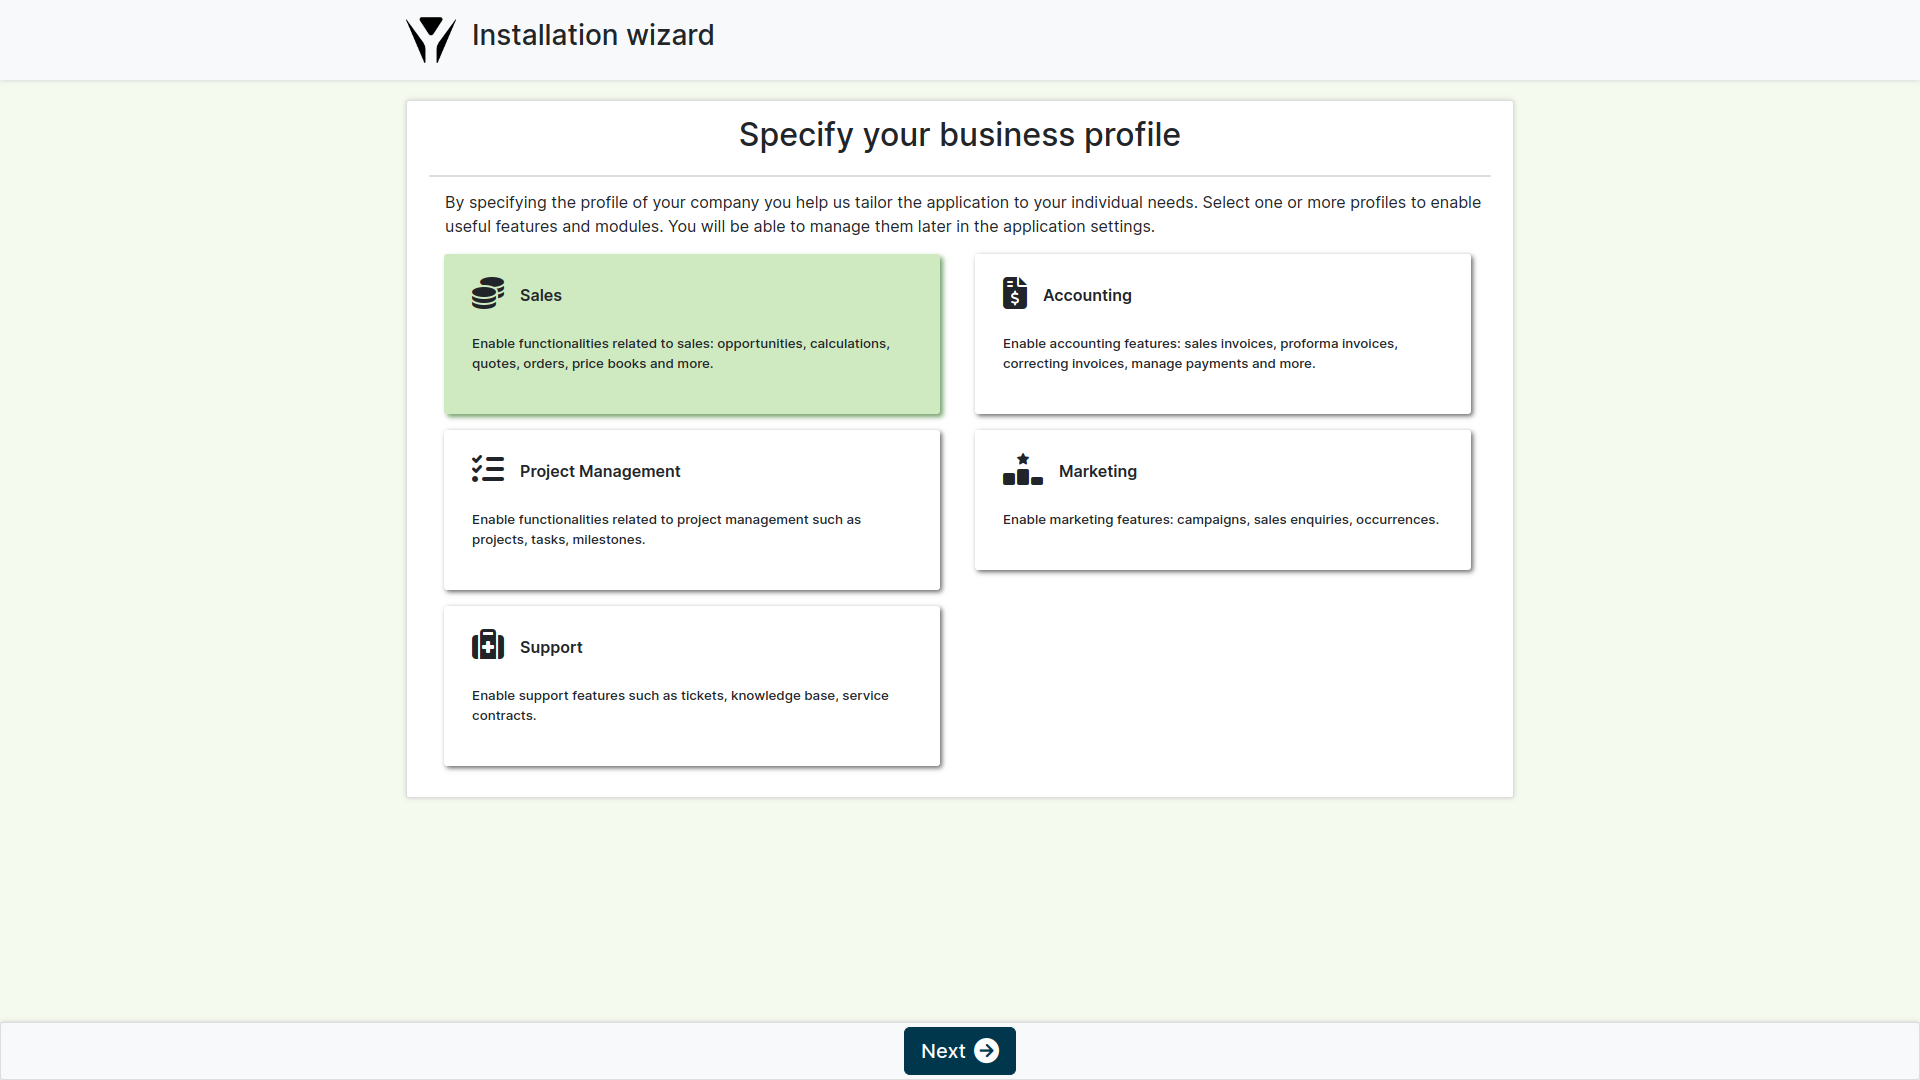 Installation wizard
Specify your business profile
By specifying the profile of your company you help us tailor the application to your individual needs. Select one or more profiles to enable
useful features and modules. You will be able to manage them later in the application settings.
Sales
Enable functionalities related to sales: opportunities, calculations,
quotes, orders, price books and more.
Accounting
Enable accounting features: sales invoices, proforma invoices,
correcting invoices, manage payments and more.
Project Management
Enable functionalities related to project management such as
projects, tasks, milestones.
Marketing
Enable marketing features: campaigns, sales enquiries, occurrences.
Support
Enable support features such as tickets, knowledge base, service
contracts.
Next